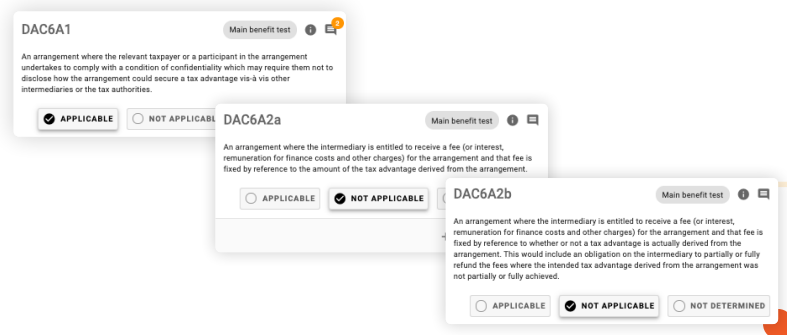 DAC6A1
Main benefit test
2
An arrangement where the relevant taxpayer or a participant in the arrangement
undertakes to comply with a condition of confidentiality which may require them not to
disclose how the arrangement could secure a tax advantage vis-à vis other
intermediaries or the tax authorities.
APPLICABLE
NOT APPLICABL
DAC6A2a
Main benefit test
An arrangement where the intermediary is entitled to receive a fee (or interest,
remuneration for finance costs and other charges) for the arrangement and that fee is
fixed by reference to the amount of the tax advantage derived from the arrangement.
APPLICABLE
NOT APPLICABLE
+
DAC6A2b
Main benefit test
An arrangement where the intermediary is entitled to receive a fee (or interest,
remuneration for finance costs and other charges) for the arrangement and that fee is
fixed by reference to whether or not a tax advantage is actually derived from the
arrangement. This would include an obligation on the intermediary to partially or fully
refund the fees where the intended tax advantage derived from the arrangement was
not partially or fully achieved.
APPLICABLE
NOT APPLICABLE
NOT DETERMINED